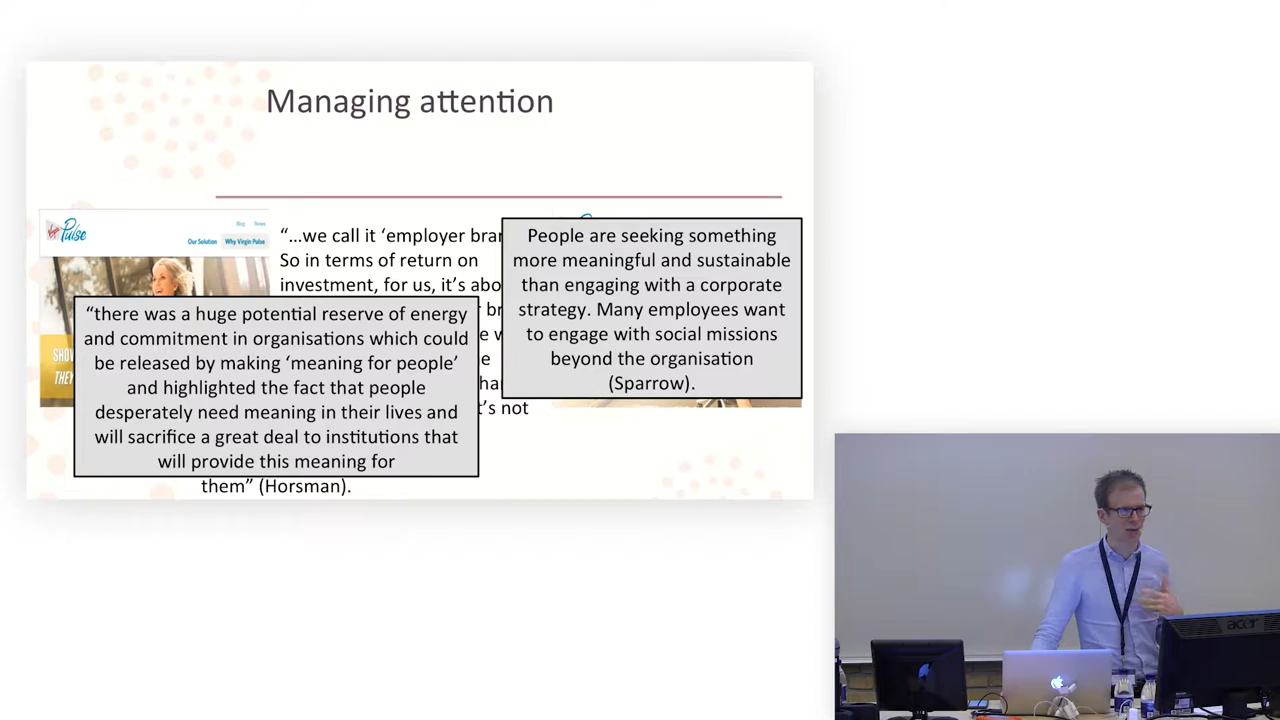 Managing attention
Virgin Pulse
Blog News
Our Solution Why Virgin Pulse
“...we call it ‘employer
So in terms of return on
investment, for us, it’s
People are seeking something
more meaningful and sustainable
than engaging with a corporate
strategy. Many employees want
to engage with social missions
beyond the organisation
(Sparrow).
“there was a huge potential reserve of energy
and commitment in organisations which could
be released by making ‘meaning for people’
and highlighted the fact that people
desperately need meaning in their lives and
will sacrifice a great deal to institutions that
will provide this meaning for
them” (Horsman).
not
acer